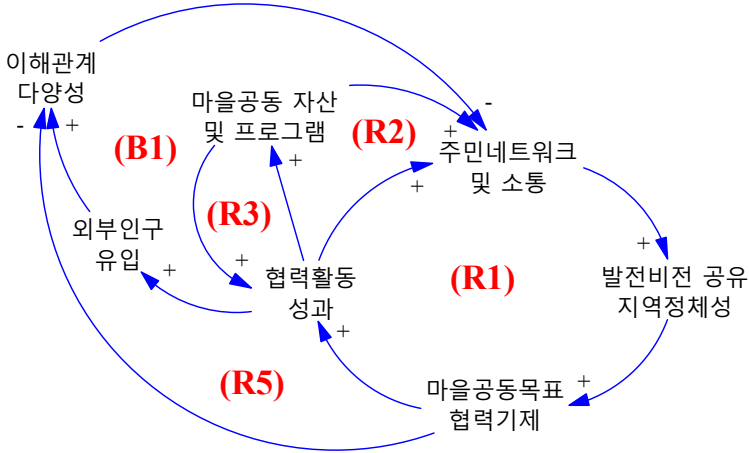 이해관계
다양성
-
+
(B1)
마을공동 자산
및 프로그램
+
(R2)
-
+
주민네트워크
및 소통
+
(R3)
외부인구
유입
+
+
협력활동
성과
+
(R1)
+
발전비전 공유
지역정체성
(R5)
마을공동목표
협력기제
+